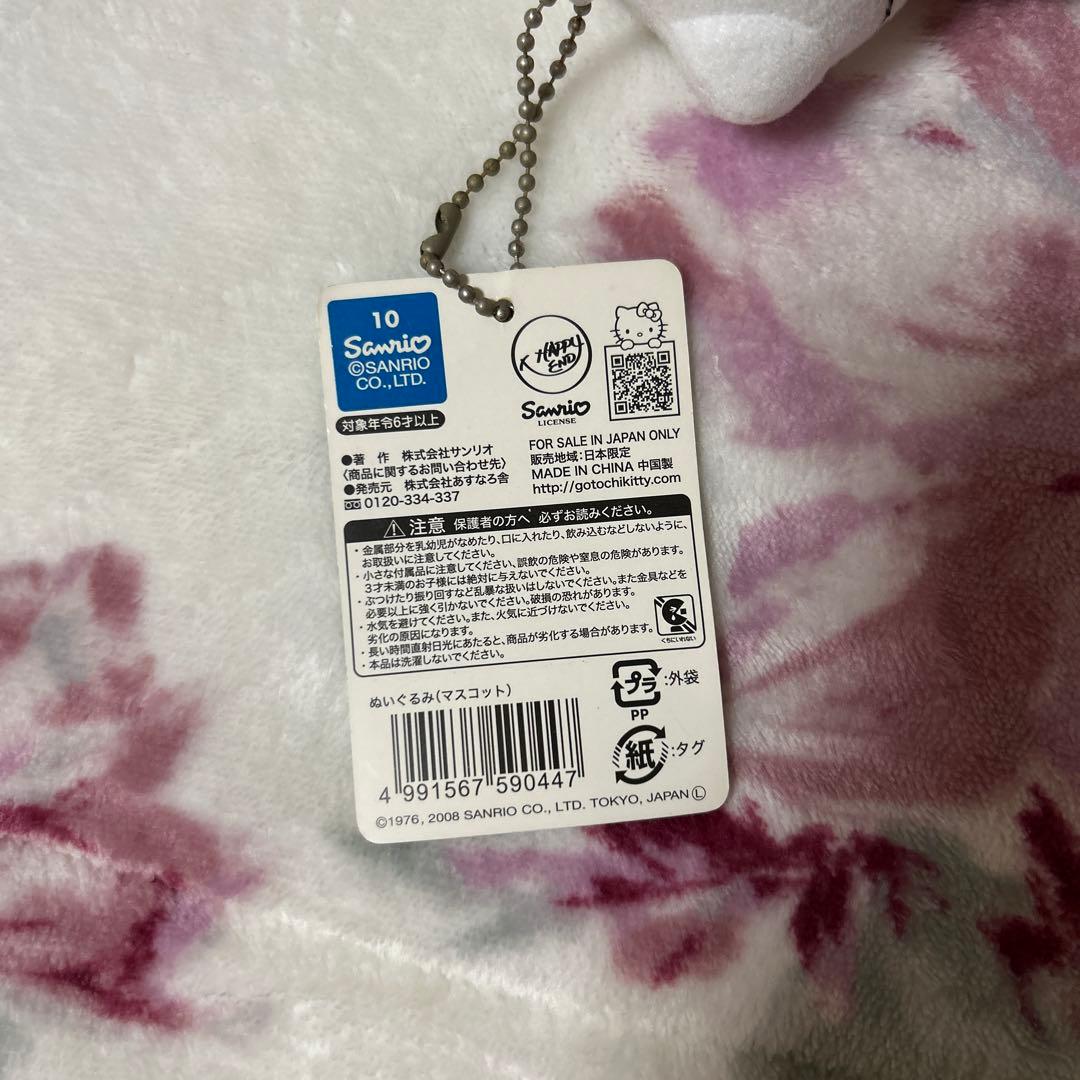 10
Sanrio
©SANRIO
CO.,LTD.
対象年令6才以上
HAPPY
END
Sanrio
LICENSE
●著　作　株式会社サンリオ
〈商品に関するお問い合わせ先〉
●発売元　株式会社あすなろ舎
0120-334-337
FOR SALE IN JAPAN ONLY
販売地域:日本限定
MADE IN CHINA 中国製
http://gotochikitty.com
注意 保護者の方へ 必ずお読みください。
・金属部分を乳幼児がなめたり、口に入れたり、飲み込むなどしないように、
お取扱いに注意してください。
・小さな付属品に注意してください、誤飲の危険や窒息の危険があります。
3才未満のお子様には絶対に与えないでください。
・ぶつけたり振り回すなど乱暴な扱いはしないでください。また金具などを
必要以上に強く引かないでください。破損の恐れがあります。
・水気を避けてください。また、火気に近づけないでください。
劣化の原因になります。
・長い時間直射日光にあたると、商品が劣化する場合があります。
・本品は洗濯しないでください。
くちにいれない
ぬいぐるみ(マスコット)
プラ:外袋
PP
紙:タグ
4 991567 590447
©1976, 2008 SANRIO CO., LTD. TOKYO, JAPAN Ⓛ